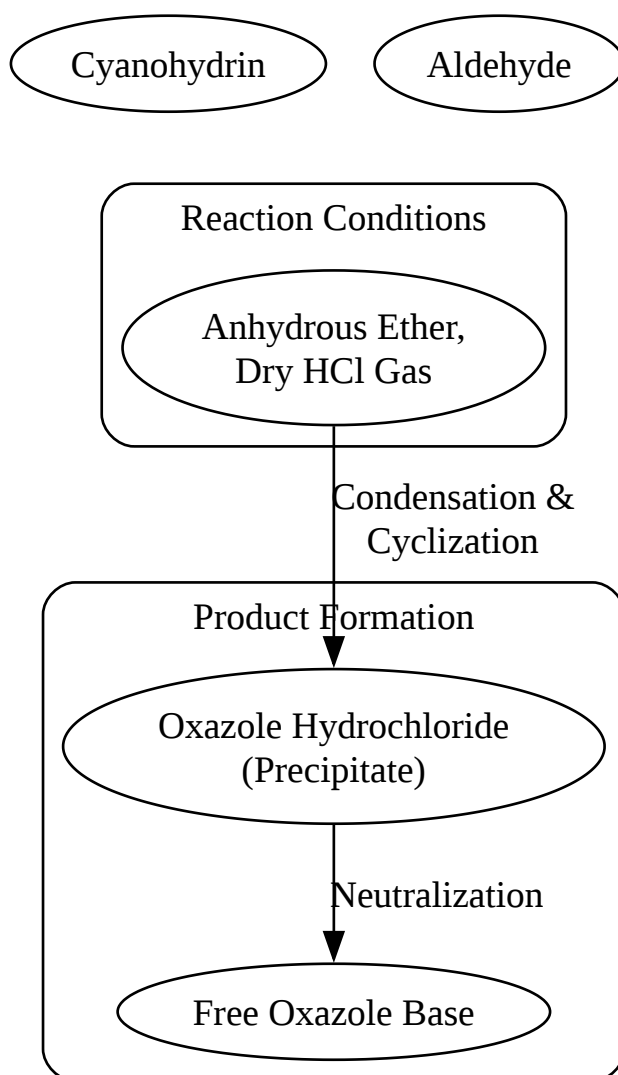 Cyanohydrin
Aldehyde
Reaction Conditions
Anhydrous Ether,
Dry HCl Gas
Condensation &
Cyclization
Product Formation
Oxazole Hydrochloride
(Precipitate)
Neutralization
Free Oxazole Base